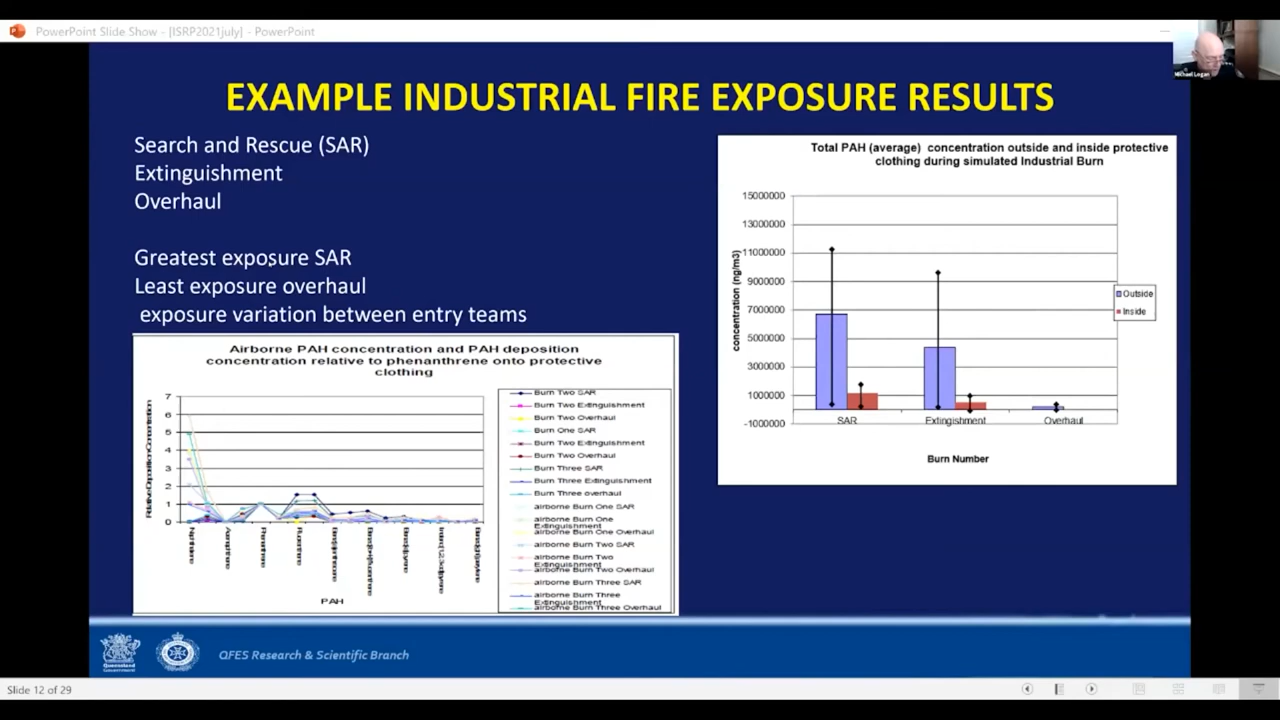 PowerPoint Slide Show - [ISRP2021july] - PowerPoint
Michael Logan
EXAMPLE INDUSTRIAL FIRE EXPOSURE RESULTS
Search and Rescue (SAR)
Extinguishment
Overhaul
Greatest exposure SAR
Least exposure overhaul
exposure variation between entry teams
Airborne PAH concentration and PAH deposition
concentration relative to phenanthrene onto protective
clothing
7
6
5
4
3
2
1
0
PAH
Burn Two SAR
Burn Two Extinguishment
Burn Two Overhaul
Burn One SAR
Burn Two Extinguishment
Burn Two Overhaul
Burn Three SAR
Burn Three Extinguishment
Burn Three overhaul
airborne Burn One SAR
airborne Burn One
Extinguishment
airborne Burn One Overhaul
airborne Burn Two SAR
airborne Burn Two
Extinguishment
airborne Burn Two Overhaul
airborne Burn Three SAR
airborne Burn Three
Extinguishment
airborne Burn Three Overhaul
Total PAH (average) concentration outside and inside protective
clothing during simulated Industrial Burn
concentration (ng/m3)
15000000
13000000
11000000
9000000
7000000
5000000
3000000
1000000
-1000000
SAR
Extingishment
Overhaul
Burn Number
Outside
Inside
Queensland
Government
QFES Research & Scientific Branch
Slide 12 of 29